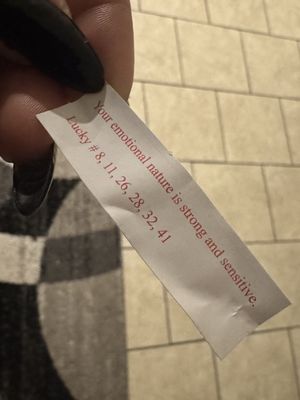 Your emotional nature is strong and sensitive.
Lucky # 8, 11, 26, 28, 32, 41